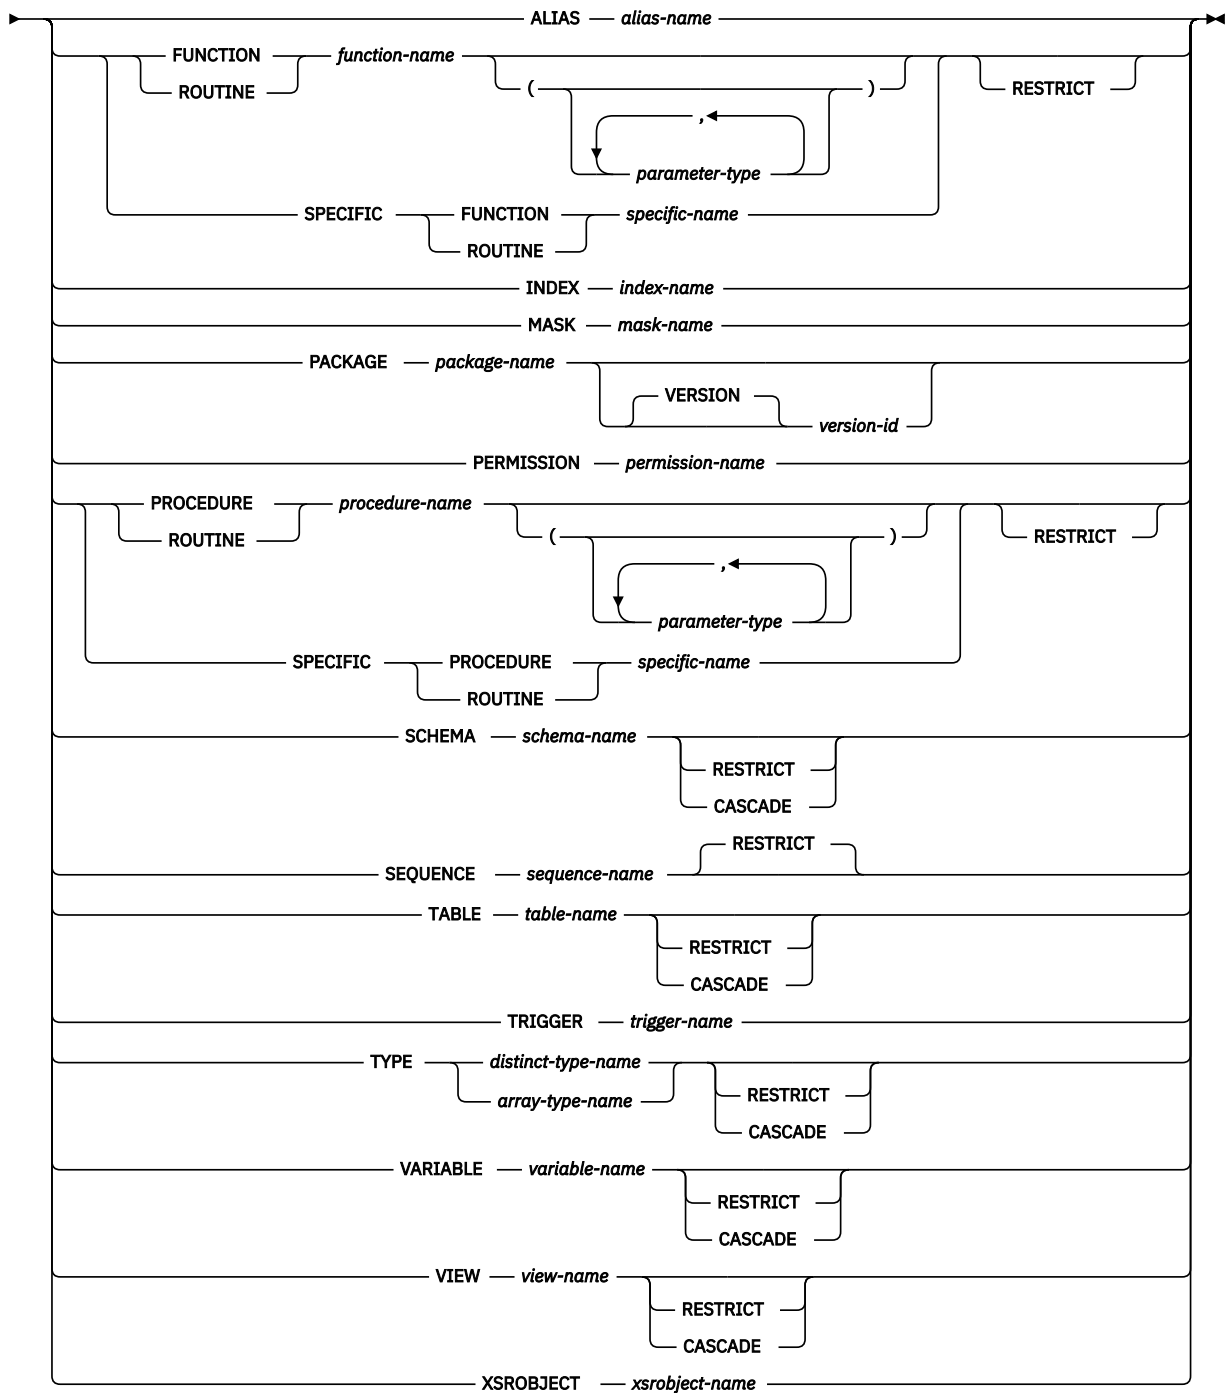 ALIAS alias-name
FUNCTION function-name
ROUTINE ( ) RESTRICT
,
parameter-type
SPECIFIC FUNCTION specific-name
ROUTINE
INDEX index-name
MASK mask-name
PACKAGE package-name
VERSION
version-id
PERMISSION permission-name
PROCEDURE procedure-name
ROUTINE ( ) RESTRICT
,
parameter-type
SPECIFIC PROCEDURE specific-name
ROUTINE
SCHEMA schema-name
RESTRICT
CASCADE
RESTRICT
SEQUENCE sequence-name
TABLE table-name
RESTRICT
CASCADE
TRIGGER trigger-name
TYPE distinct-type-name
array-type-name RESTRICT
CASCADE
VARIABLE variable-name
RESTRICT
CASCADE
VIEW view-name
RESTRICT
CASCADE
XSROBJECT xsrobject-name